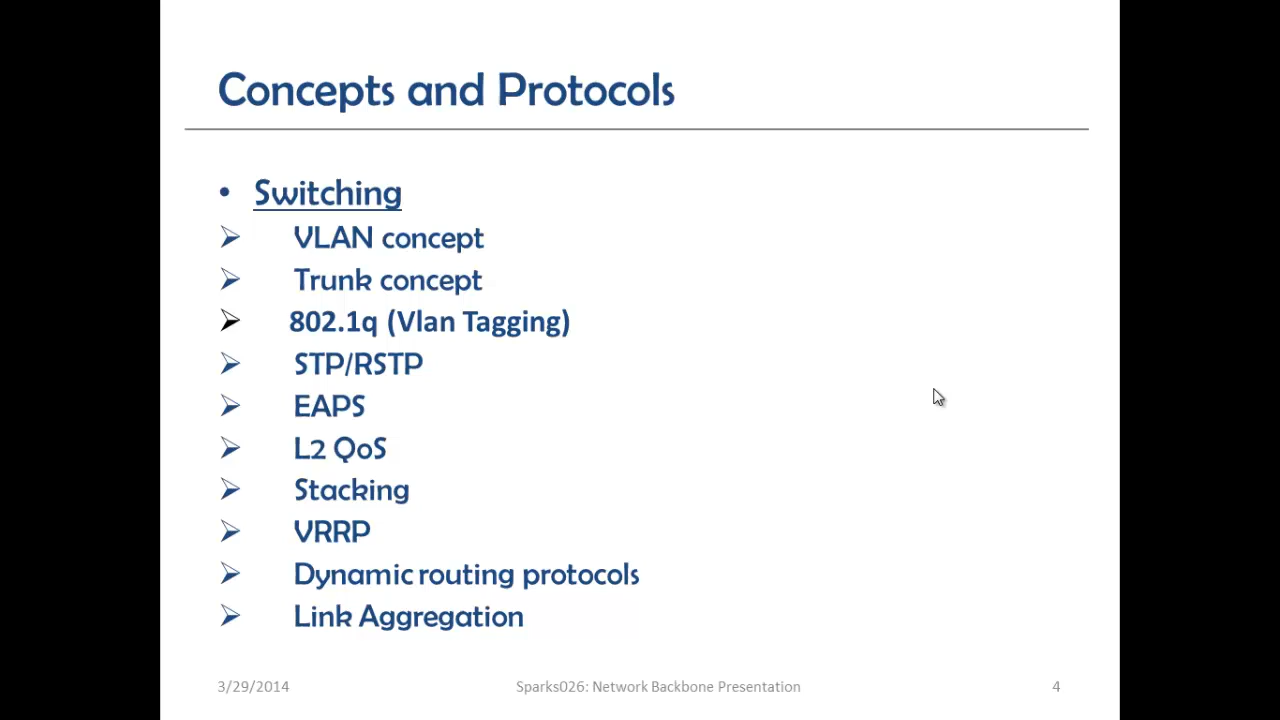 Concepts and Protocols
• Switching
➢ VLAN concept
➢ Trunk concept
➢ 802.1q (Vlan Tagging)
➢ STP/RSTP
➢ EAPS
➢ L2 QoS
➢ Stacking
➢ VRRP
➢ Dynamic routing protocols
➢ Link Aggregation
3/29/2014 Sparks026: Network Backbone Presentation 4